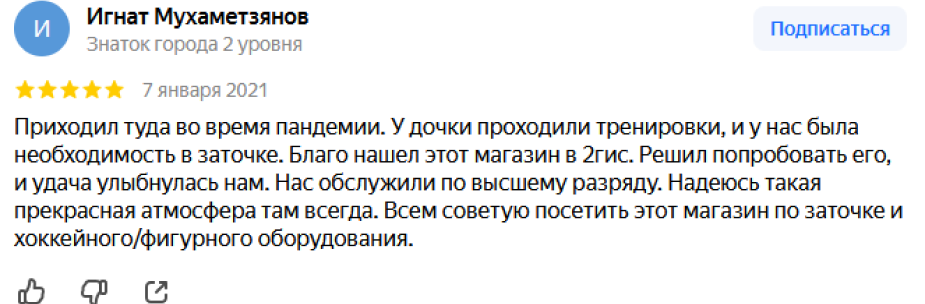 И
Игнат Мухаметзянов
Знаток города 2 уровня
Подписаться
7 января 2021
Приходил туда во время пандемии. У дочки проходили тренировки, и у нас была
необходимость в заточке. Благо нашел этот магазин в 2гис. Решил попробовать его,
и удача улыбнулась нам. Нас обслужили по высшему разряду. Надеюсь такая
прекрасная атмосфера там всегда. Всем советую посетить этот магазин по заточке и
хоккейного/фигурного оборудования.